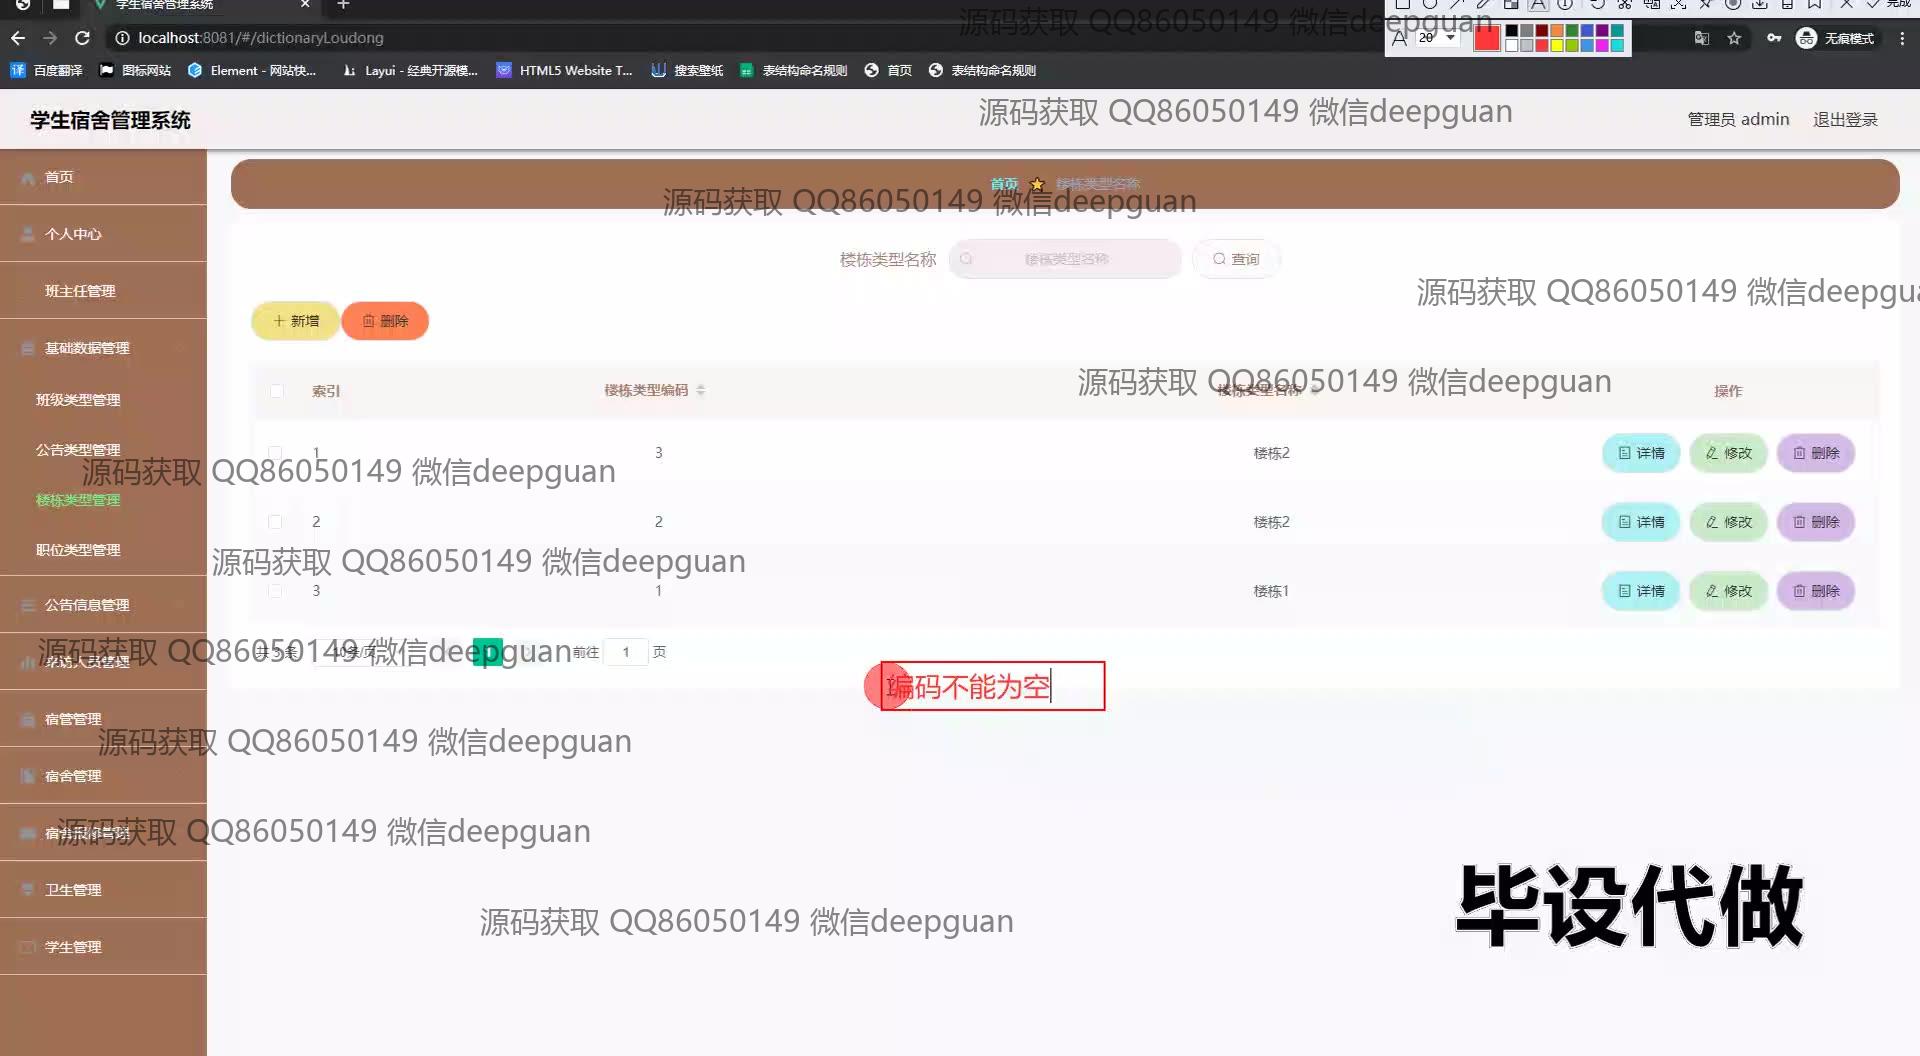 学生宿舍管理系统
源码获取 QQ86050149 微信deepguan
完成
localhost:8081/#/dictionaryLoudong
A 20
无痕模式
百度翻译 图标网站 Element - 网站快... Layui - 经典开源模... HTML5 Website T... 搜索壁纸 表结构命名规则 首页 表结构命名规则
学生宿舍管理系统
源码获取 QQ86050149 微信deepguan
管理员 admin 退出登录
首页
首页 楼栋类型名称
源码获取 QQ86050149 微信deepguan
个人中心
楼栋类型名称 楼栋类型名称 查询
班主任管理
源码获取 QQ86050149 微信deepgua
新增 删除
基础数据管理
源码获取 QQ86050149 微信deepguan
索引 楼栋类型编码 楼栋类型名称 操作
班级类型管理
公告类型管理
1 3 楼栋2 详情 修改 删除
源码获取 QQ86050149 微信deepguan
楼栋类型管理
2 2 楼栋2 详情 修改 删除
职位类型管理
源码获取 QQ86050149 微信deepguan
3 1 楼栋1 详情 修改 删除
公告信息管理
源码获取 QQ86050149 微信deepguan
共 3 条 10条/页 前往 1 页
编码不能为空
宿管管理
源码获取 QQ86050149 微信deepguan
宿舍管理
源码获取 QQ86050149 微信deepguan
卫生管理
毕设代做
源码获取 QQ86050149 微信deepguan
学生管理